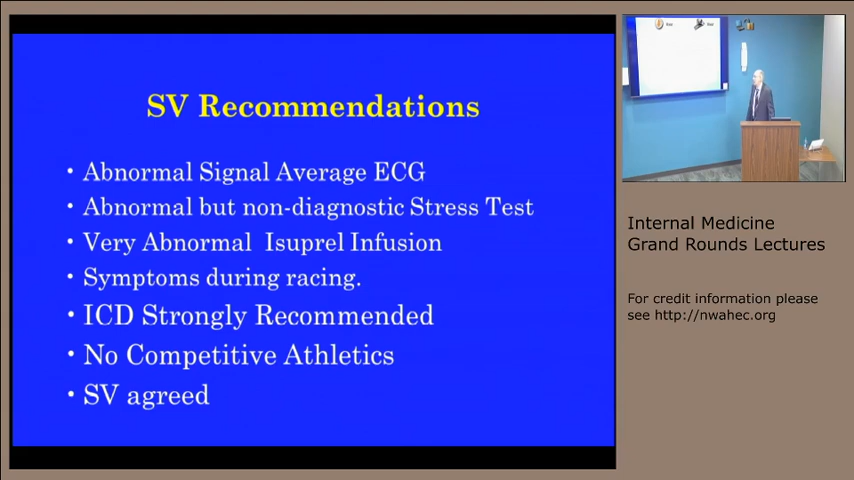 SV Recommendations
• Abnormal Signal Average ECG
• Abnormal but non-diagnostic Stress Test
• Very Abnormal Isuprel Infusion
• Symptoms during racing.
• ICD Strongly Recommended
• No Competitive Athletics
• SV agreed
Internal Medicine
Grand Rounds Lectures
For credit information please
see http://nwahec.org